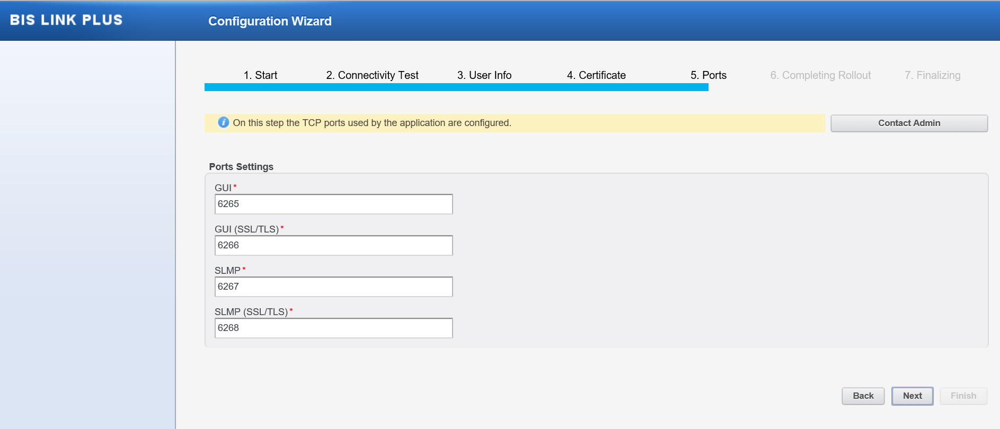 BIS LINK PLUS
Configuration Wizard
1. Start
2. Connectivity Test
3. User Info
4. Certificate
5. Ports
6. Completing Rollout
7. Finalizing
On this step the TCP ports used by the application are configured.
Contact Admin
Ports Settings
GUI*
6265
GUI (SSL/TLS)*
6266
SLMP*
6267
SLMP (SSL/TLS)*
6268
Back
Next
Finish